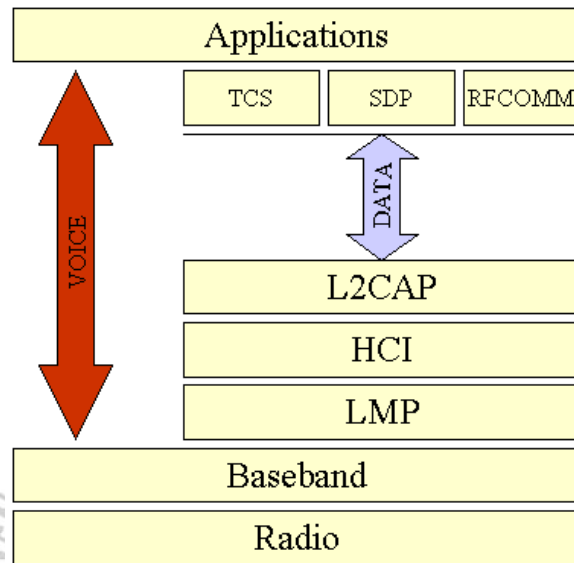 Applications
TCS SDP RFCOMM
VOICE
DATA
L2CAP
HCI
LMP
Baseband
Radio